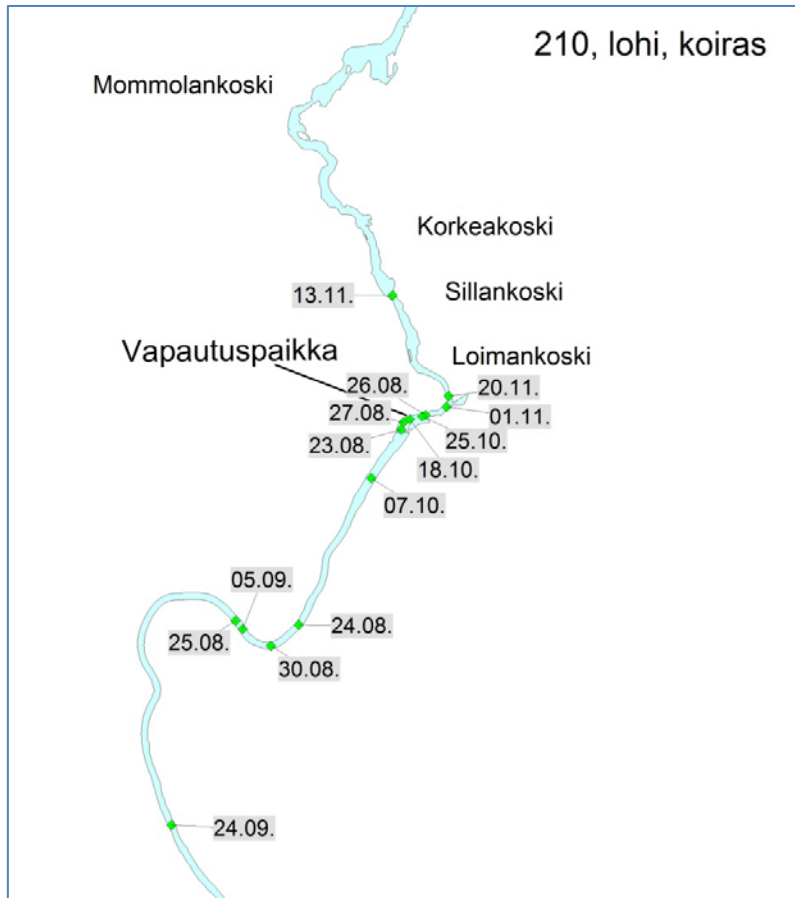 210, lohi, koiras
Mommolankoski
Korkeakoski
Sillankoski
13.11.
Vapautuspaikka
Loimankoski
26.08.
20.11.
27.08.
01.11.
23.08.
25.10.
18.10.
07.10.
05.09.
25.08.
24.08.
30.08.
24.09.